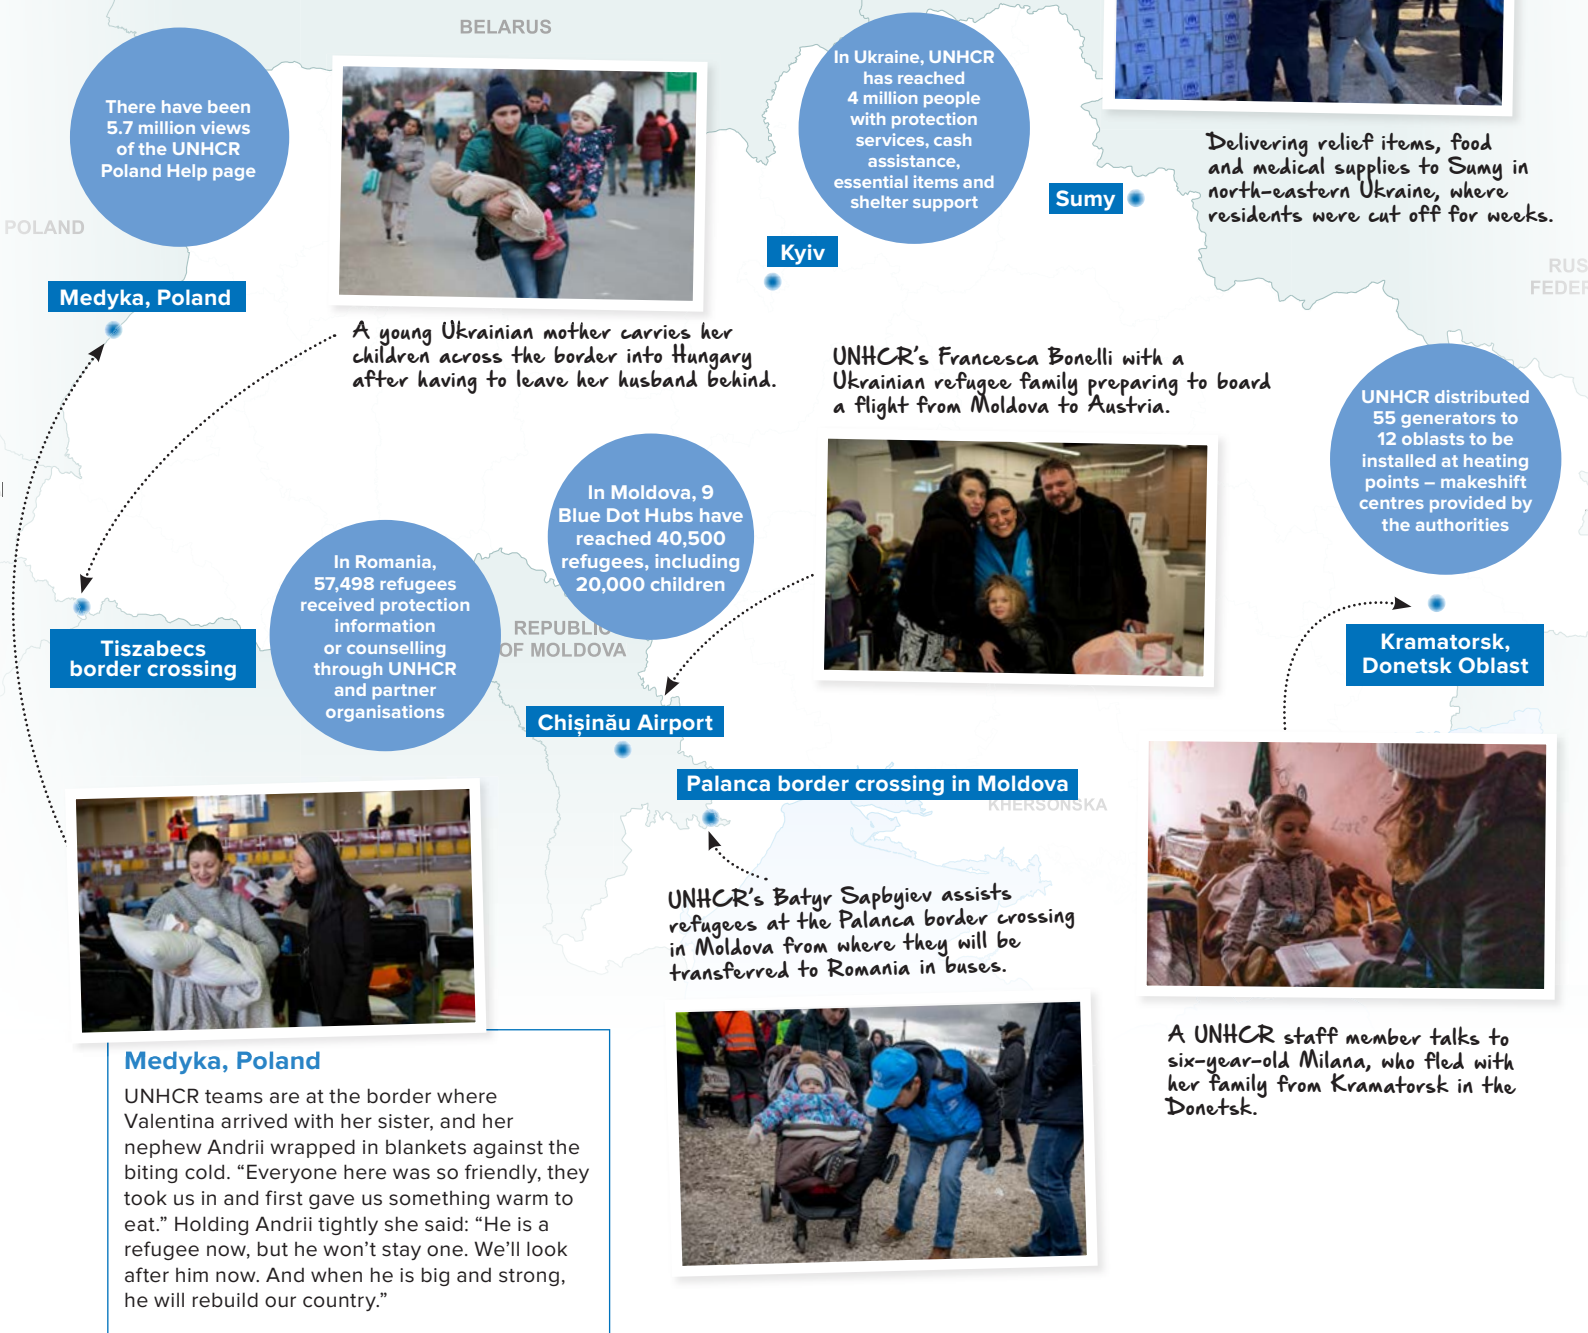 BELARUS
There have been
5.7 million views
of the UNHCR
Poland Help page
In Ukraine, UNHCR
has reached
4 million people
with protection
services, cash
assistance,
essential items and
shelter support
Delivering relief items, food
and medical supplies to Sumy in
north-eastern Ukraine, where
residents were cut off for weeks.
Sumy
POLAND
Kyiv
RUS
FEDER
Medyka, Poland
A young Ukrainian mother carries her
children across the border into Hungary
after having to leave her husband behind.
UNHCR's Francesca Bonelli with a
Ukrainian refugee family preparing to board
a flight from Moldova to Austria.
UNHCR distributed
55 generators to
12 oblasts to be
installed at heating
points – makeshift
centres provided by
the authorities
In Moldova, 9
Blue Dot Hubs have
reached 40,500
refugees, including
20,000 children
In Romania,
57,498 refugees
received protection
information
or counselling
through UNHCR
and partner
organisations
REPUBLIC
OF MOLDOVA
Tiszabecs
border crossing
Kramatorsk,
Donetsk Oblast
Chișinău Airport
Palanca border crossing in Moldova
KHERSONSKA
UNHCR's Batyr Sapbyiev assists
refugees at the Palanca border crossing
in Moldova from where they will be
transferred to Romania in buses.
A UNHCR staff member talks to
six-year-old Milana, who fled with
her family from Kramatorsk in the
Donetsk.
Medyka, Poland
UNHCR teams are at the border where
Valentina arrived with her sister, and her
nephew Andrii wrapped in blankets against the
biting cold. “Everyone here was so friendly, they
took us in and first gave us something warm to
eat.” Holding Andrii tightly she said: “He is a
refugee now, but he won’t stay one. We’ll look
after him now. And when he is big and strong,
he will rebuild our country.”